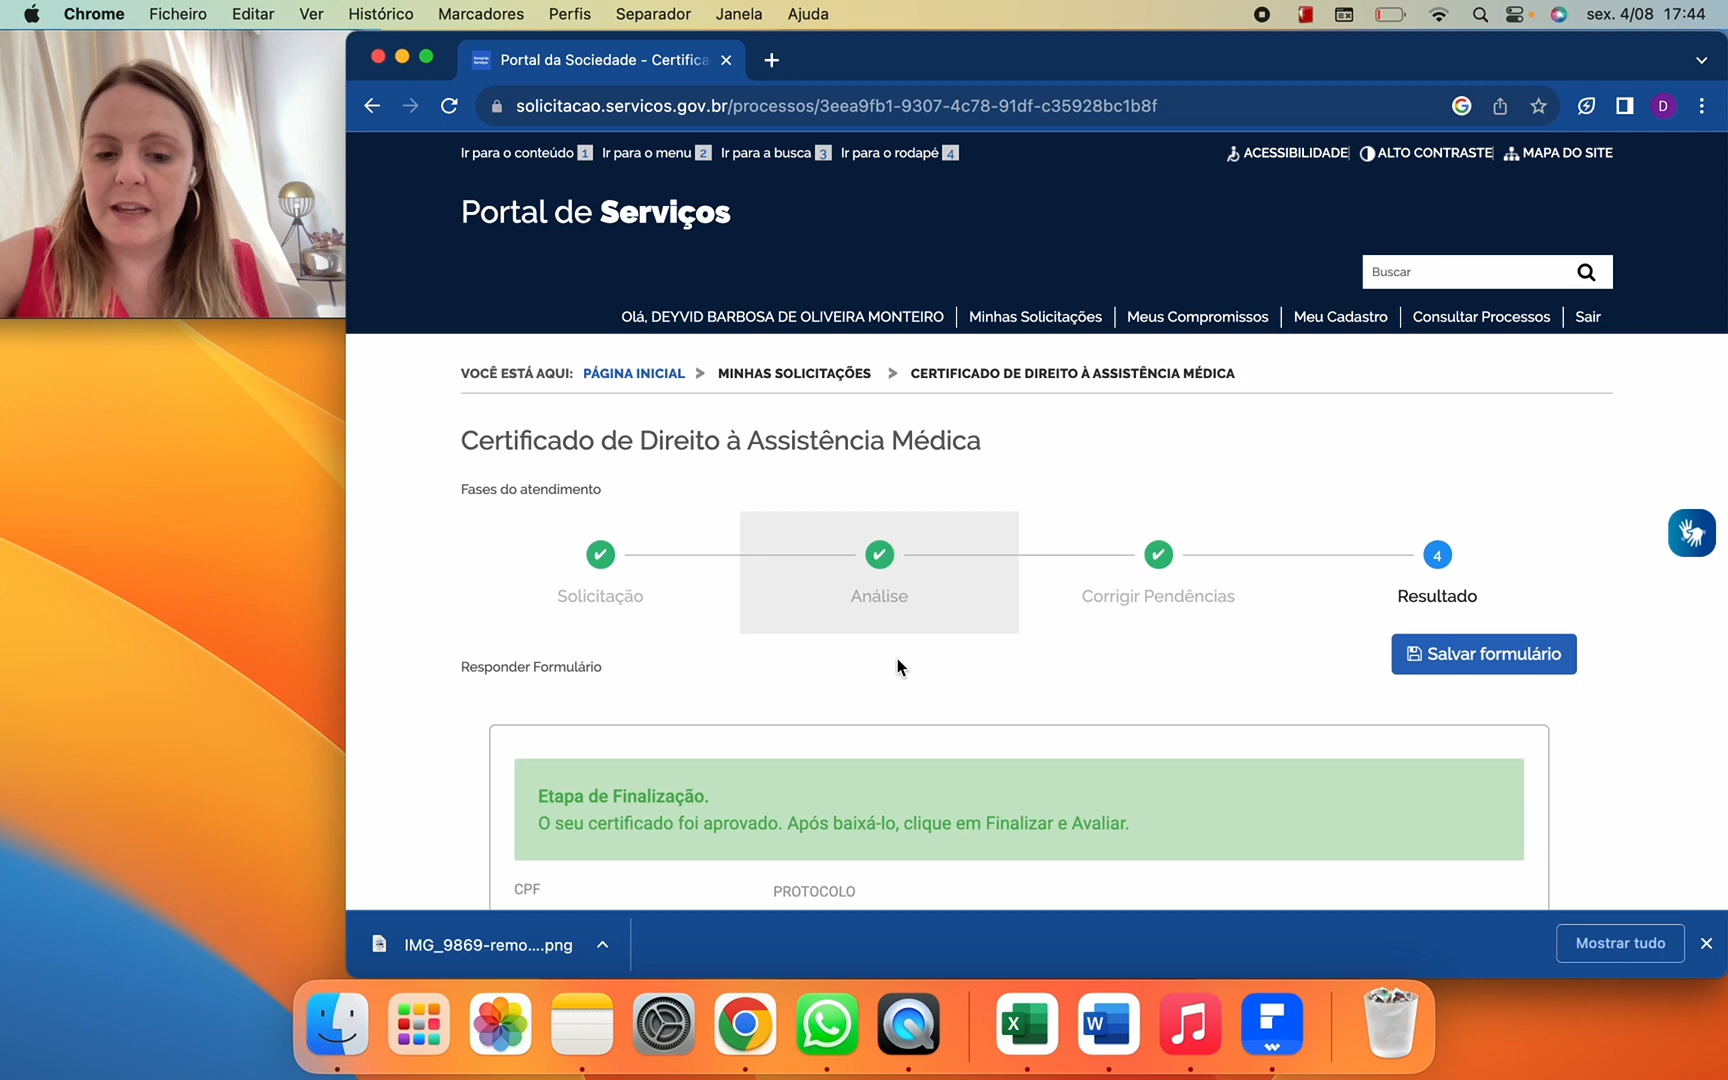 Chrome Ficheiro Editar Ver Histórico Marcadores Perfis Separador Janela Ajuda sex. 4/08 17:44
Portal da Sociedade - Certifica
solicitacao.servicos.gov.br/processos/3eea9fb1-9307-4c78-91df-c35928bc1b8f
D
Ir para o conteúdo 1 Ir para o menu 2 Ir para a busca 3 Ir para o rodapé 4
ACESSIBILIDADE ALTO CONTRASTE MAPA DO SITE
Portal de Serviços
Buscar
Olá, DEYVID BARBOSA DE OLIVEIRA MONTEIRO Minhas Solicitações Meus Compromissos Meu Cadastro Consultar Processos Sair
VOCÊ ESTÁ AQUI: PÁGINA INICIAL > MINHAS SOLICITAÇÕES > CERTIFICADO DE DIREITO À ASSISTÊNCIA MÉDICA
Certificado de Direito à Assistência Médica
Fases do atendimento
4
Solicitação Análise Corrigir Pendências Resultado
Salvar formulário
Responder Formulário
Etapa de Finalização.
O seu certificado foi aprovado. Após baixá-lo, clique em Finalizar e Avaliar.
CPF PROTOCOLO
IMG_9869-remo....png
Mostrar tudo
X W